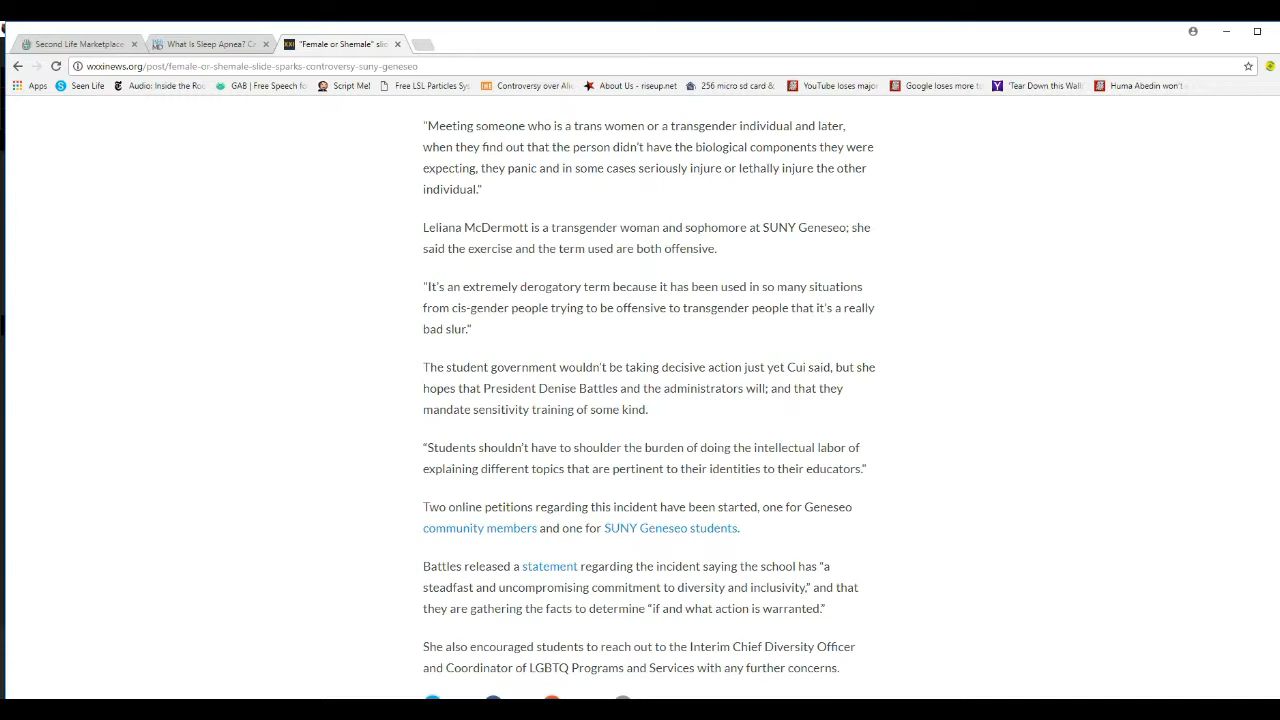 Second Life Marketplace
What Is Sleep Apnea? C
"Female or Shemale" slid
wxxinews.org/post/female-or-shemale-slide-sparks-controversy-suny-geneseo
Apps
Seen Life
Audio: Inside the Roc
GAB | Free Speech fo
Script Me!
Free LSL Particles Sys
Controversy over Ali
About Us - riseup.net
256 micro sd card &
YouTube loses major
Google loses more t
'Tear Down this Wall'
Huma Abedin won't
"Meeting someone who is a trans women or a transgender individual and later,
when they find out that the person didn't have the biological components they were
expecting, they panic and in some cases seriously injure or lethally injure the other
individual."
Leliana McDermott is a transgender woman and sophomore at SUNY Geneseo; she
said the exercise and the term used are both offensive.
"It's an extremely derogatory term because it has been used in so many situations
from cis-gender people trying to be offensive to transgender people that it's a really
bad slur."
The student government wouldn't be taking decisive action just yet Cui said, but she
hopes that President Denise Battles and the administrators will; and that they
mandate sensitivity training of some kind.
“Students shouldn't have to shoulder the burden of doing the intellectual labor of
explaining different topics that are pertinent to their identities to their educators.”
Two online petitions regarding this incident have been started, one for Geneseo
community members and one for SUNY Geneseo students.
Battles released a statement regarding the incident saying the school has "a
steadfast and uncompromising commitment to diversity and inclusivity," and that
they are gathering the facts to determine “if and what action is warranted.”
She also encouraged students to reach out to the Interim Chief Diversity Officer
and Coordinator of LGBTQ Programs and Services with any further concerns.